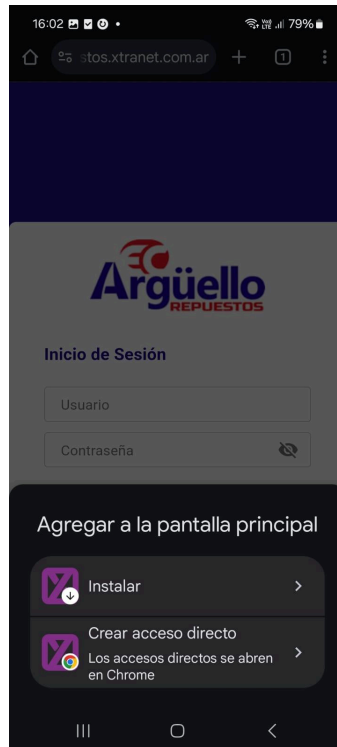 16:02
79%
stos.xtranet.com.ar
1
Argüello
REPUESTOS
Inicio de Sesión
Usuario
Contraseña
Agregar a la pantalla principal
Instalar
Crear acceso directo
Los accesos directos se abren
en Chrome